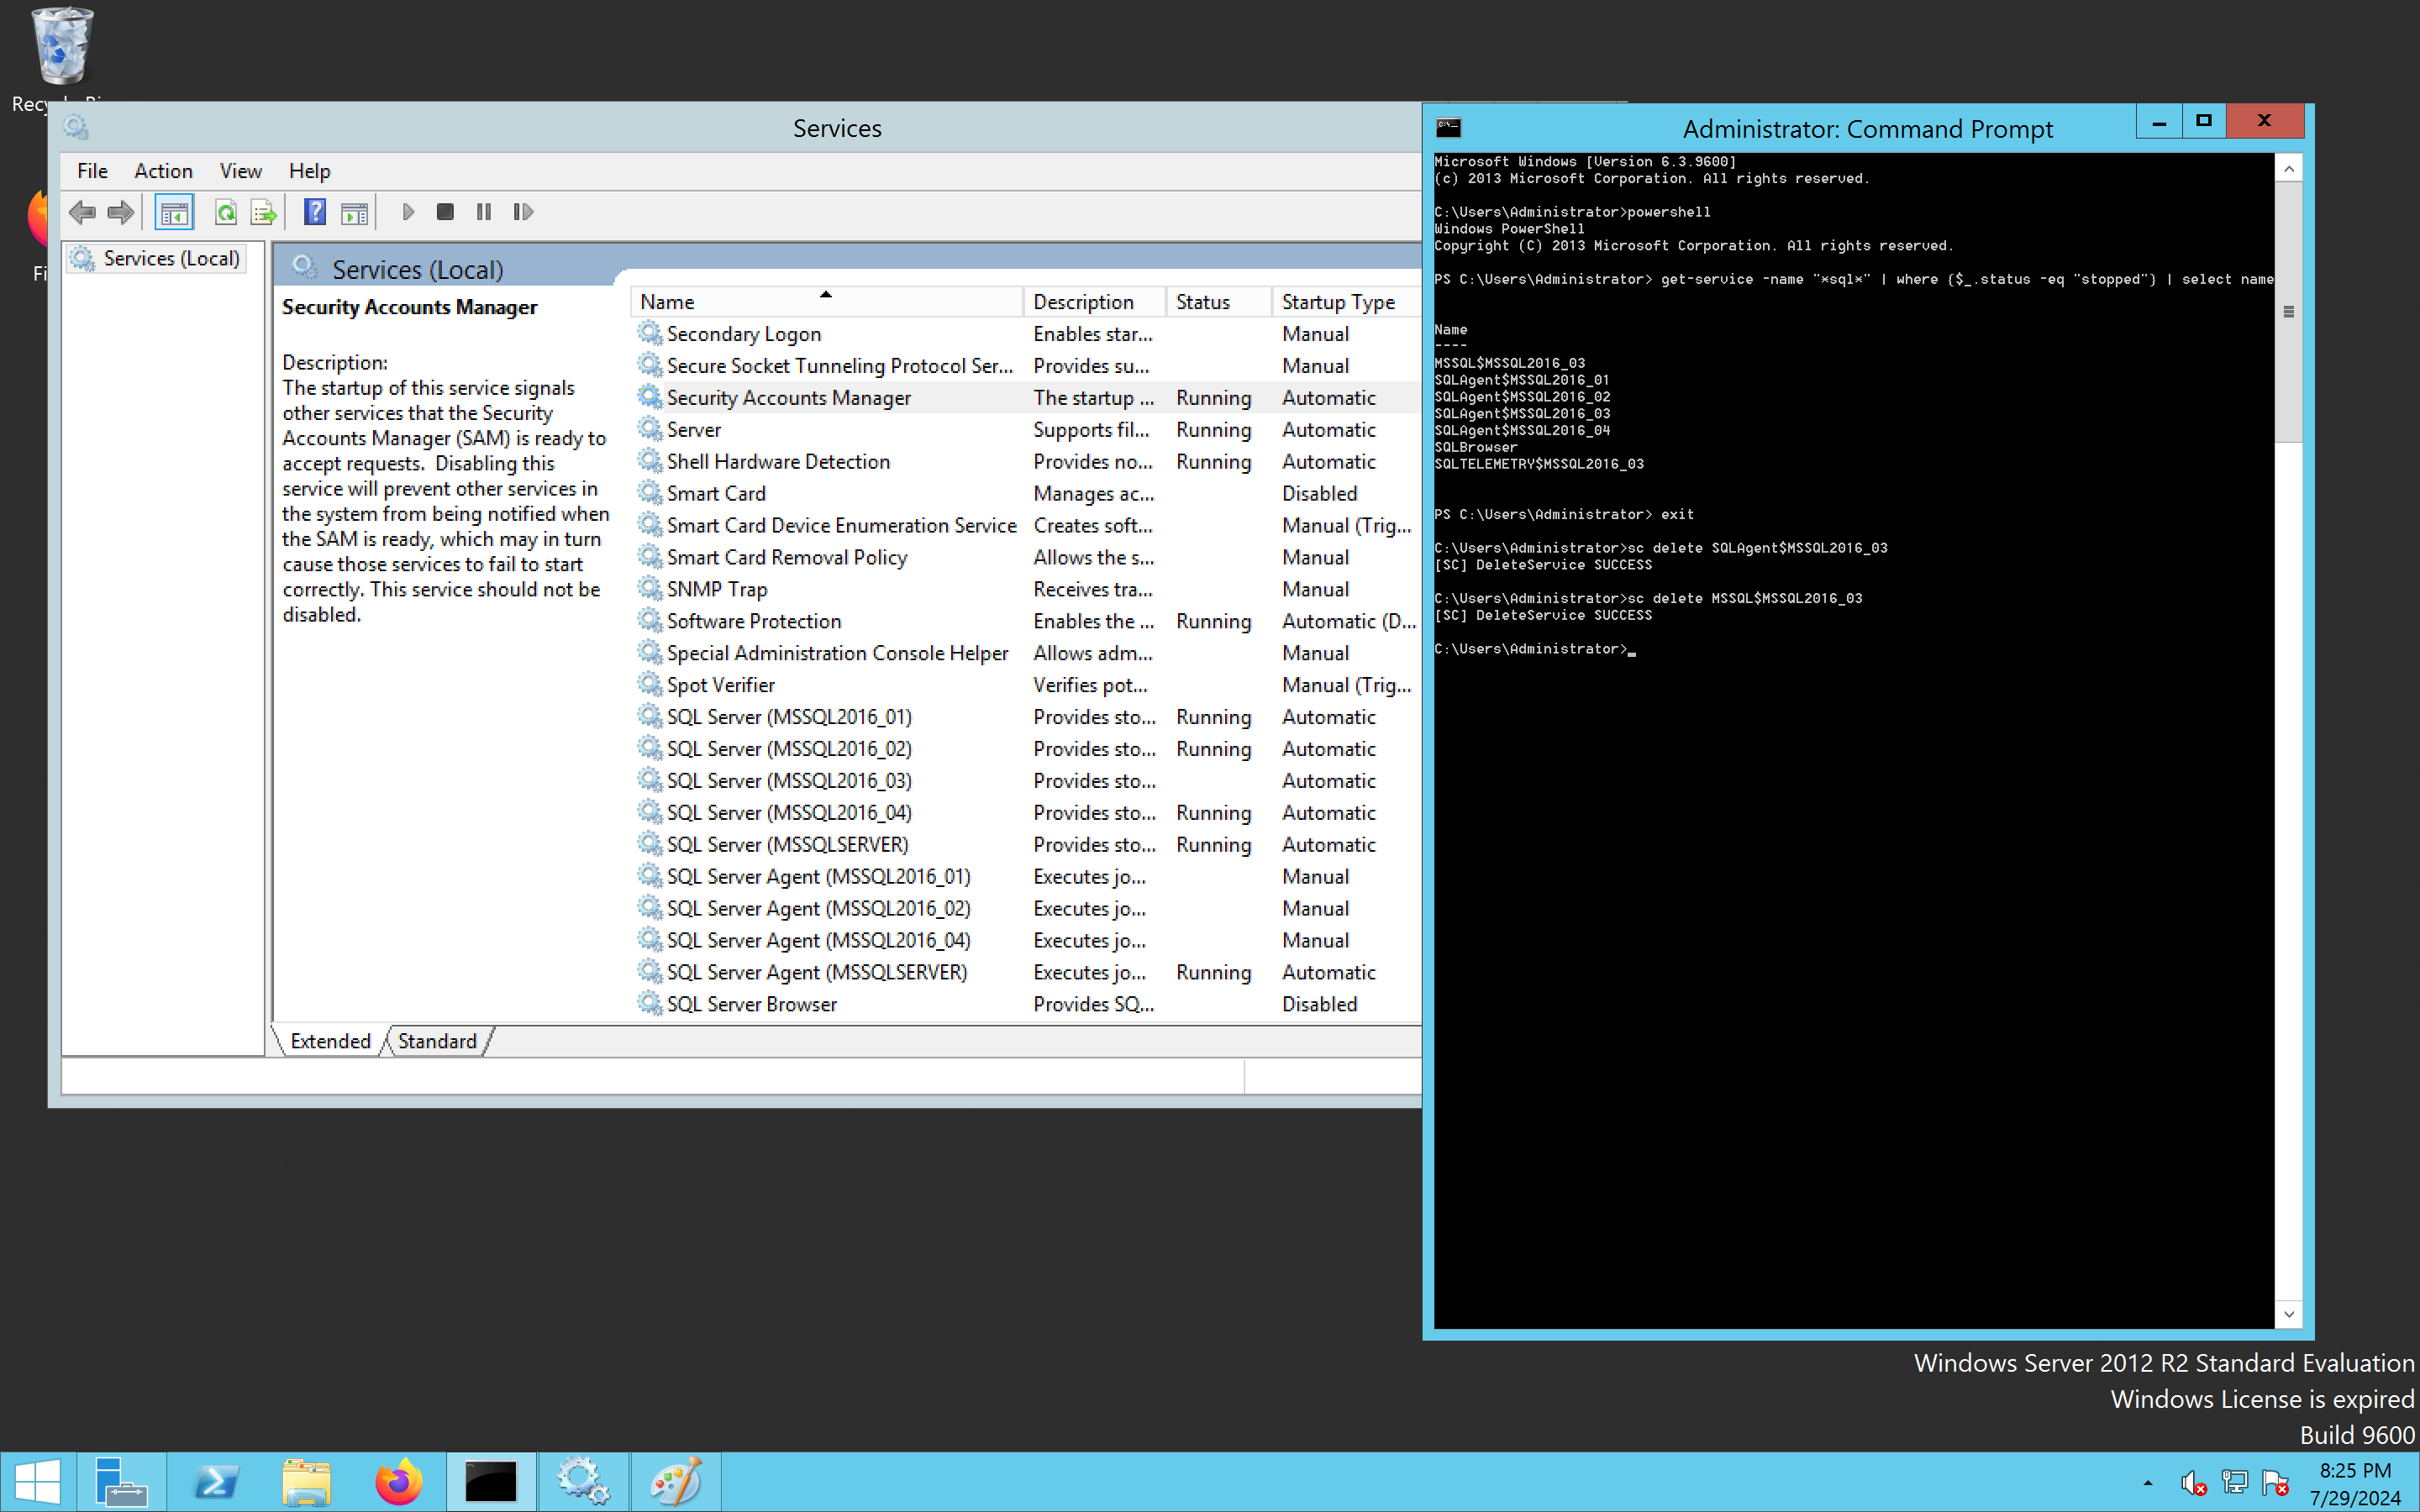 Services
File Action View Help
Services (Local)
Services (Local)
Security Accounts Manager
Description:
The startup of this service signals
other services that the Security
Accounts Manager (SAM) is ready to
accept requests. Disabling this
service will prevent other services in
the system from being notified when
the SAM is ready, which may in turn
cause those services to fail to start
correctly. This service should not be
disabled.
Name Description Status Startup Type
Secondary Logon Enables star... Manual
Secure Socket Tunneling Protocol Ser... Provides su... Manual
Security Accounts Manager The startup ... Running Automatic
Server Supports fil... Running Automatic
Shell Hardware Detection Provides no... Running Automatic
Smart Card Manages ac... Disabled
Smart Card Device Enumeration Service Creates soft... Manual (Trig...
Smart Card Removal Policy Allows the s... Manual
SNMP Trap Receives tra... Manual
Software Protection Enables the ... Running Automatic (D...
Special Administration Console Helper Allows adm... Manual
Spot Verifier Verifies pot... Manual (Trig...
SQL Server (MSSQL2016_01) Provides sto... Running Automatic
SQL Server (MSSQL2016_02) Provides sto... Running Automatic
SQL Server (MSSQL2016_03) Provides sto... Automatic
SQL Server (MSSQL2016_04) Provides sto... Running Automatic
SQL Server (MSSQLSERVER) Provides sto... Running Automatic
SQL Server Agent (MSSQL2016_01) Executes jo... Manual
SQL Server Agent (MSSQL2016_02) Executes jo... Manual
SQL Server Agent (MSSQL2016_04) Executes jo... Manual
SQL Server Agent (MSSQLSERVER) Executes jo... Running Automatic
SQL Server Browser Provides SQ... Disabled
Extended Standard
Administrator: Command Prompt
Microsoft Windows [Version 6.3.9600]
(c) 2013 Microsoft Corporation. All rights reserved.
C:\Users\Administrator>powershell
Windows PowerShell
Copyright (C) 2013 Microsoft Corporation. All rights reserved.
PS C:\Users\Administrator> get-service -name "*sql*" | where {$_.status -eq "stopped"} | select name
Name
----
MSSQL$MSSQL2016_03
SQLAgent$MSSQL2016_01
SQLAgent$MSSQL2016_02
SQLAgent$MSSQL2016_03
SQLAgent$MSSQL2016_04
SQLBrowser
SQLTELEMETRY$MSSQL2016_03
PS C:\Users\Administrator> exit
C:\Users\Administrator>sc delete SQLAgent$MSSQL2016_03
[SC] DeleteService SUCCESS
C:\Users\Administrator>sc delete MSSQL$MSSQL2016_03
[SC] DeleteService SUCCESS
C:\Users\Administrator>_
Windows Server 2012 R2 Standard Evaluation
Windows License is expired
Build 9600
8:25 PM
7/29/2024